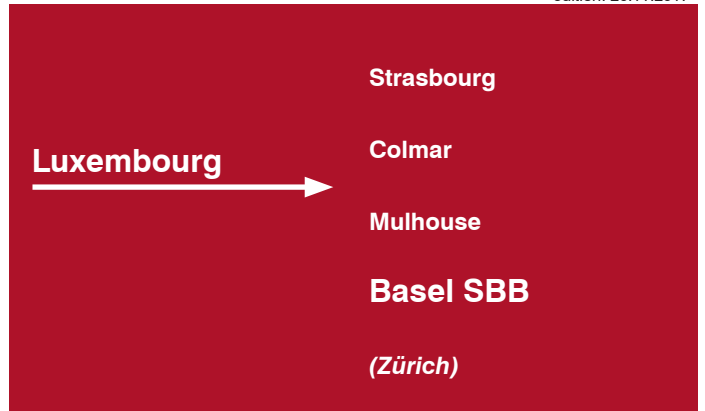 Strasbourg
Luxembourg
Colmar
Mulhouse
Basel SBB
(Zürich)